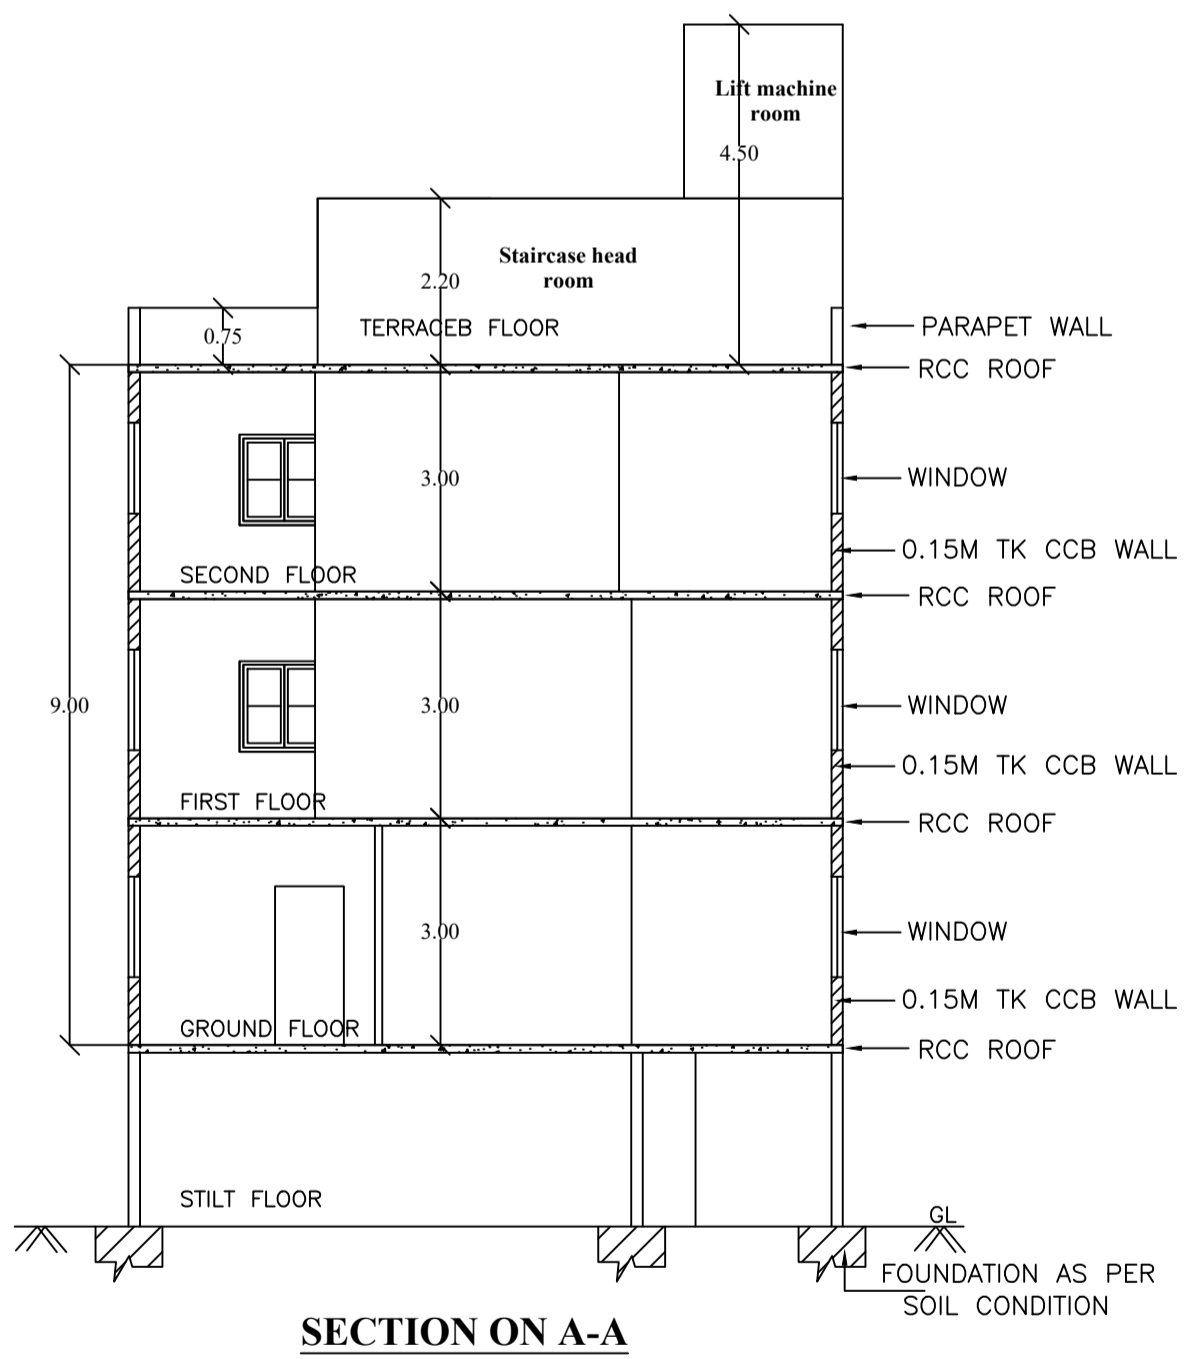 Lift machine
room
4.50
Staircase head
room
2.20
0.75
TERRACEB FLOOR
PARAPET WALL
RCC ROOF
3.00
WINDOW
0.15M TK CCB WALL
SECOND FLOOR
RCC ROOF
9.00
3.00
WINDOW
0.15M TK CCB WALL
FIRST FLOOR
RCC ROOF
3.00
WINDOW
0.15M TK CCB WALL
GROUND FLOOR
RCC ROOF
STILT FLOOR
GL
FOUNDATION AS PER
SOIL CONDITION
SECTION ON A-A